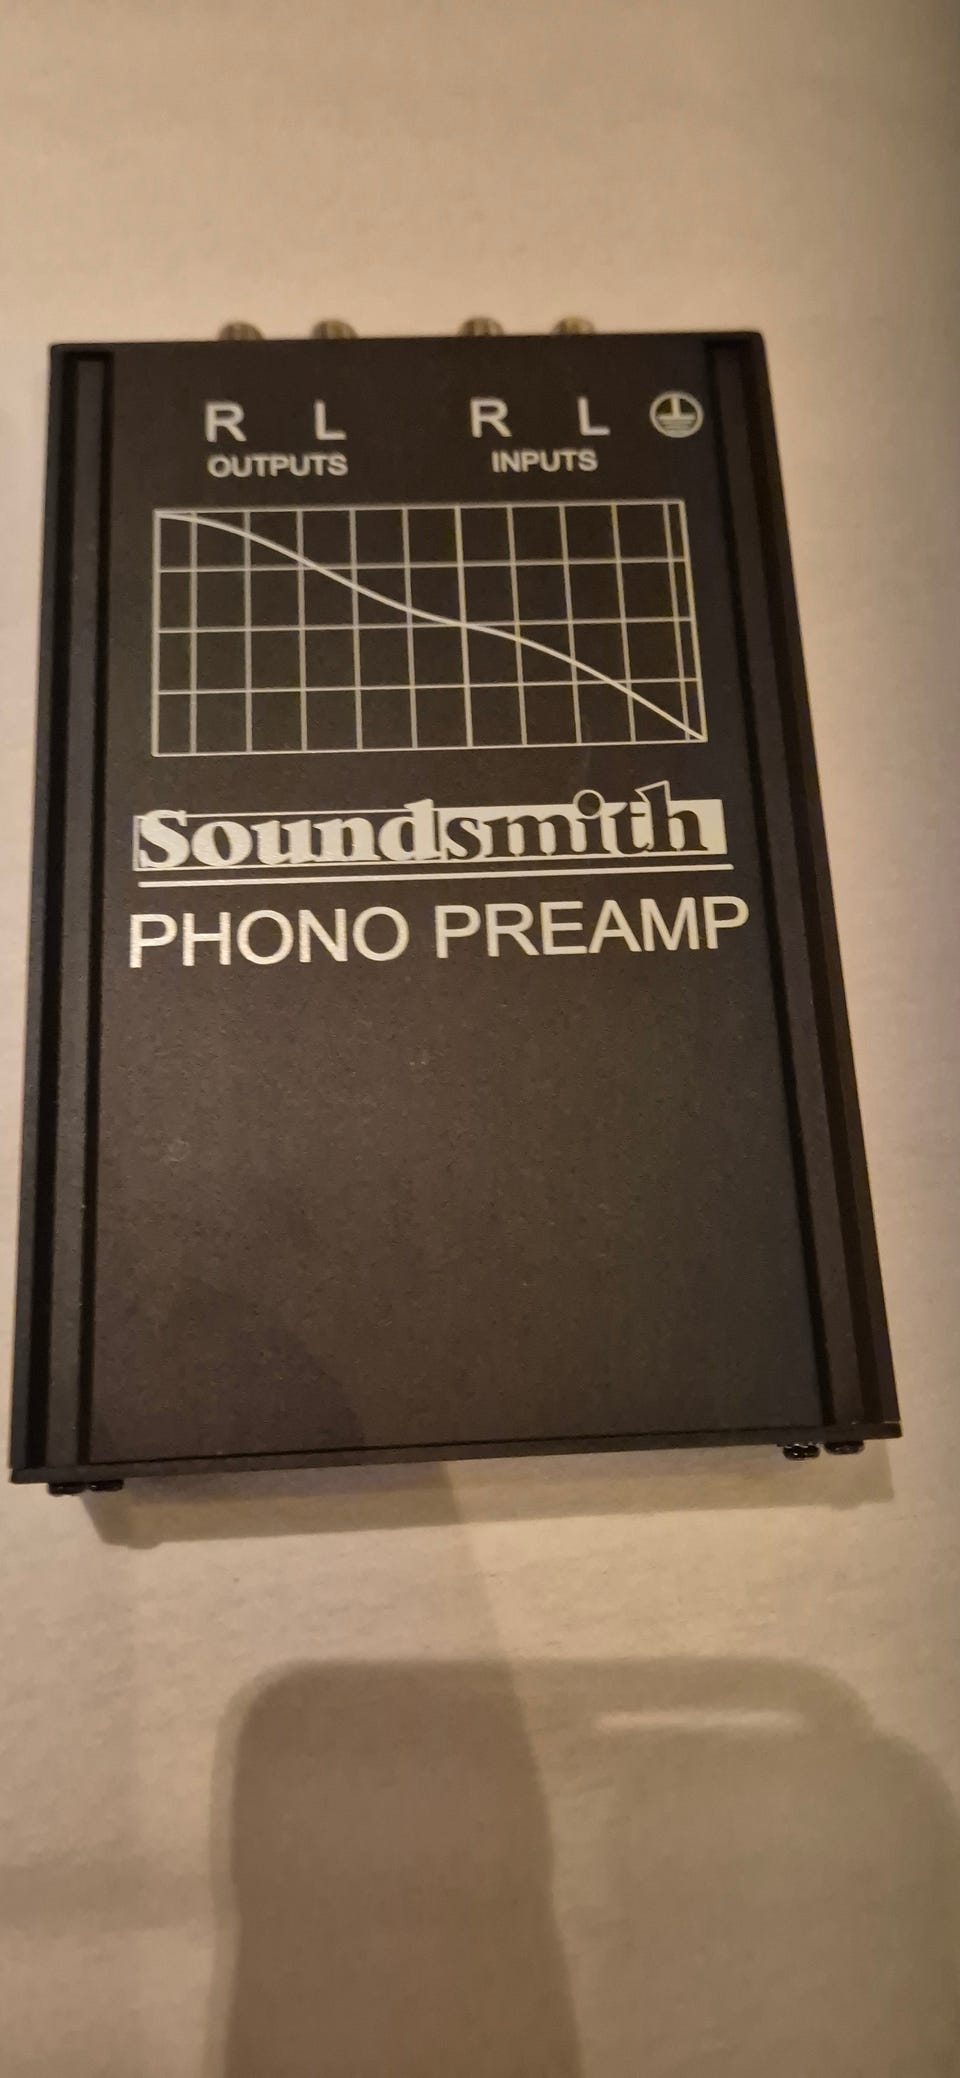 R L R L
OUTPUTS INPUTS
Soundsmith
PHONO PREAMP